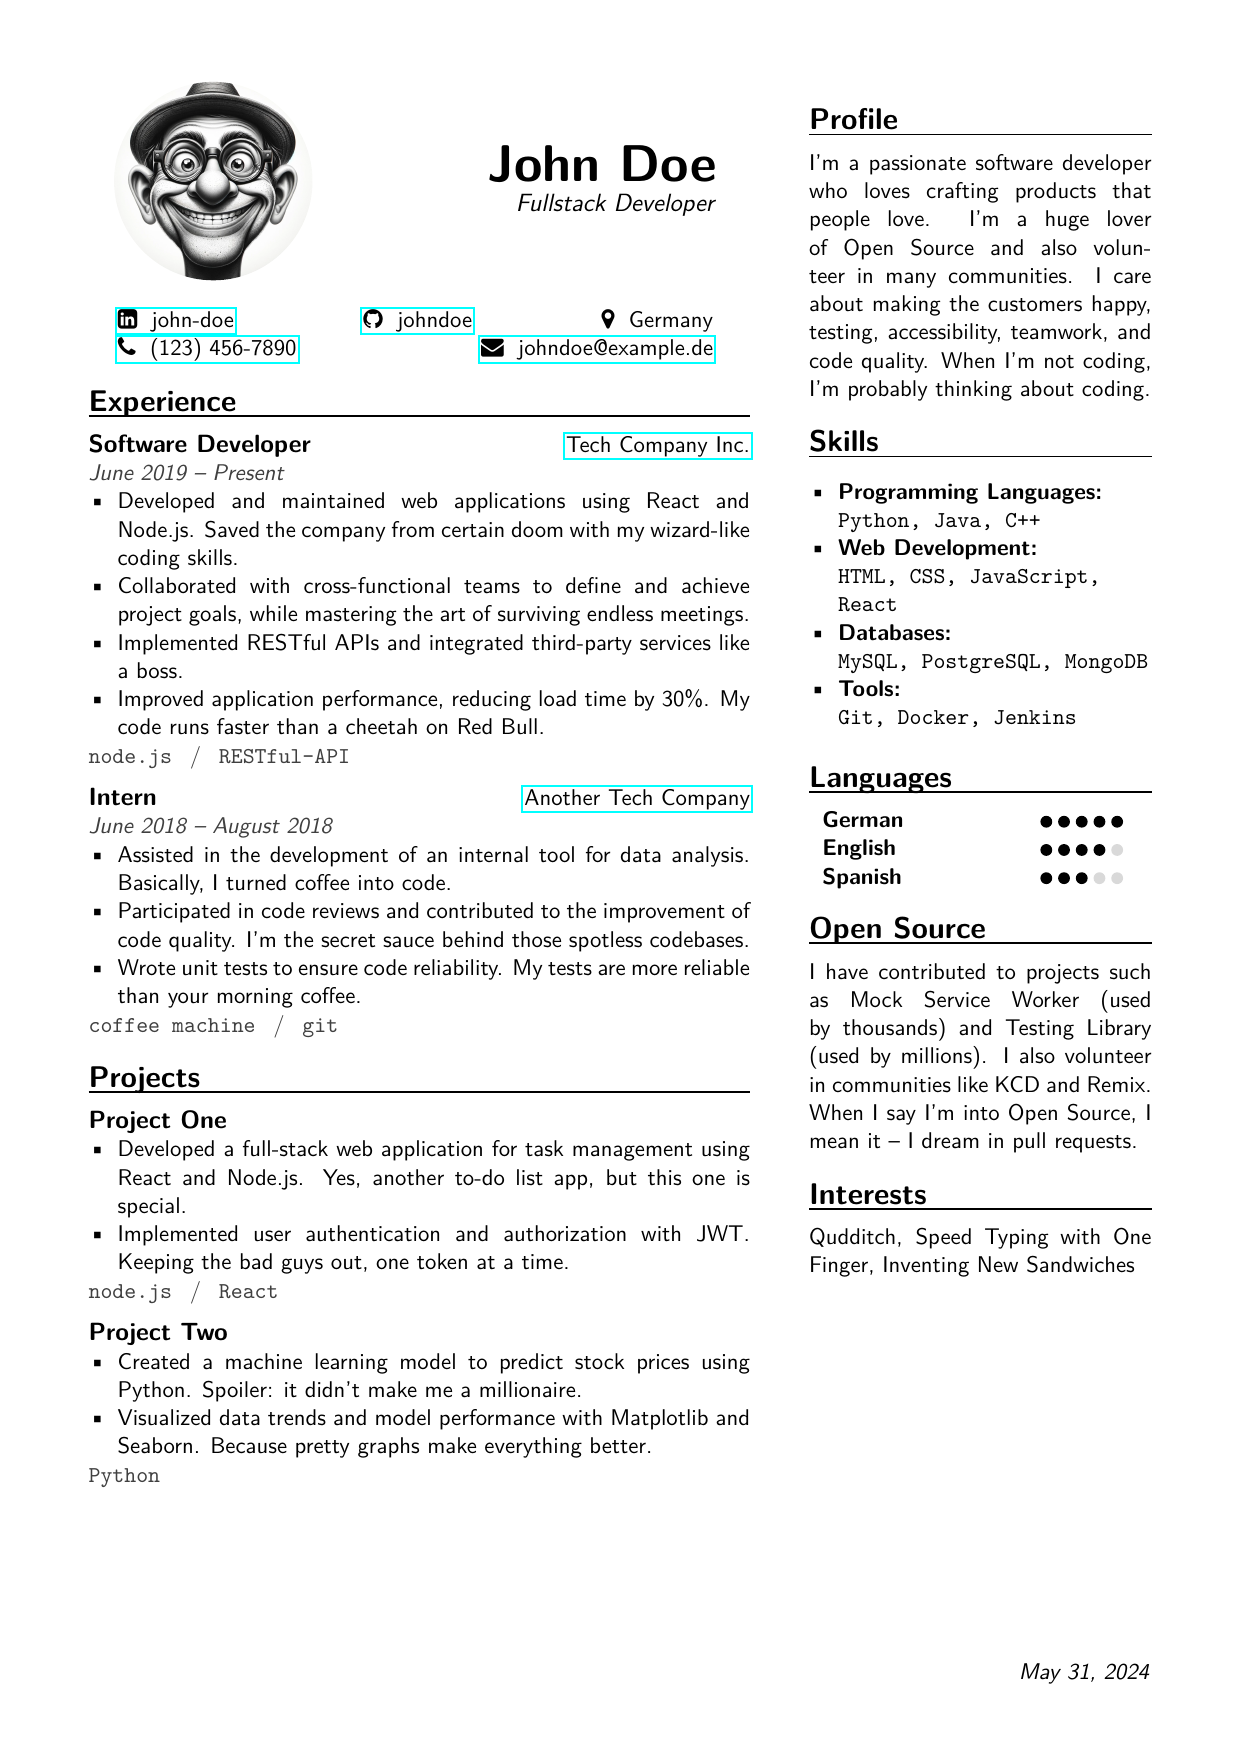 John Doe
Fullstack Developer
john-doe
johndoe
Germany
(123) 456-7890
johndoe@example.de
Experience
Software Developer
Tech Company Inc.
June 2019 – Present
▪ Developed and maintained web applications using React and
Node.js. Saved the company from certain doom with my wizard-like
coding skills.
▪ Collaborated with cross-functional teams to define and achieve
project goals, while mastering the art of surviving endless meetings.
▪ Implemented RESTful APIs and integrated third-party services like
a boss.
▪ Improved application performance, reducing load time by 30%. My
code runs faster than a cheetah on Red Bull.
node.js / RESTful-API
Intern
Another Tech Company
June 2018 – August 2018
▪ Assisted in the development of an internal tool for data analysis.
Basically, I turned coffee into code.
▪ Participated in code reviews and contributed to the improvement of
code quality. I'm the secret sauce behind those spotless codebases.
▪ Wrote unit tests to ensure code reliability. My tests are more reliable
than your morning coffee.
coffee machine / git
Projects
Project One
▪ Developed a full-stack web application for task management using
React and Node.js. Yes, another to-do list app, but this one is
special.
▪ Implemented user authentication and authorization with JWT.
Keeping the bad guys out, one token at a time.
node.js / React
Project Two
▪ Created a machine learning model to predict stock prices using
Python. Spoiler: it didn't make me a millionaire.
▪ Visualized data trends and model performance with Matplotlib and
Seaborn. Because pretty graphs make everything better.
Python
Profile
I'm a passionate software developer
who loves crafting products that
people love. I'm a huge lover
of Open Source and also volun-
teer in many communities. I care
about making the customers happy,
testing, accessibility, teamwork, and
code quality. When I'm not coding,
I'm probably thinking about coding.
Skills
▪ Programming Languages:
Python, Java, C++
▪ Web Development:
HTML, CSS, JavaScript,
React
▪ Databases:
MySQL, PostgreSQL, MongoDB
▪ Tools:
Git, Docker, Jenkins
Languages
German
English
Spanish
Open Source
I have contributed to projects such
as Mock Service Worker (used
by thousands) and Testing Library
(used by millions). I also volunteer
in communities like KCD and Remix.
When I say I'm into Open Source, I
mean it – I dream in pull requests.
Interests
Qudditch, Speed Typing with One
Finger, Inventing New Sandwiches
May 31, 2024